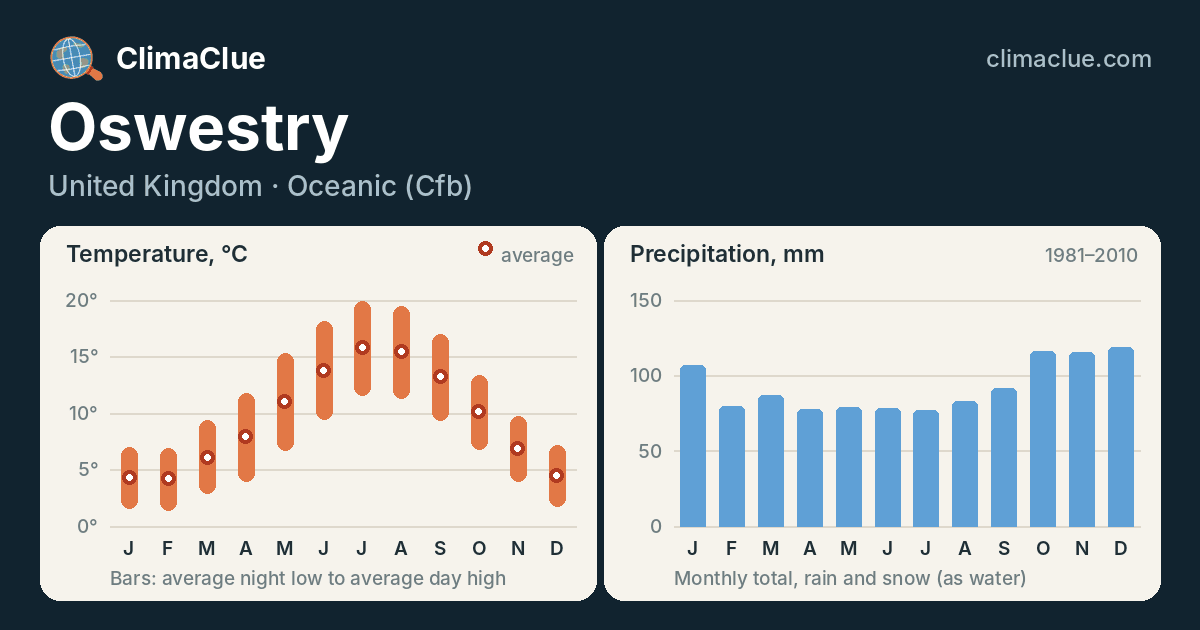 ClimaClue
climaclue.com
Oswestry
United Kingdom · Oceanic (Cfb)
Temperature, °C
average
20°
15°
10°
5°
0°
J F M A M J J A S O N D
Bars: average night low to average day high
Precipitation, mm
1981–2010
150
100
50
0
J F M A M J J A S O N D
Monthly total, rain and snow (as water)